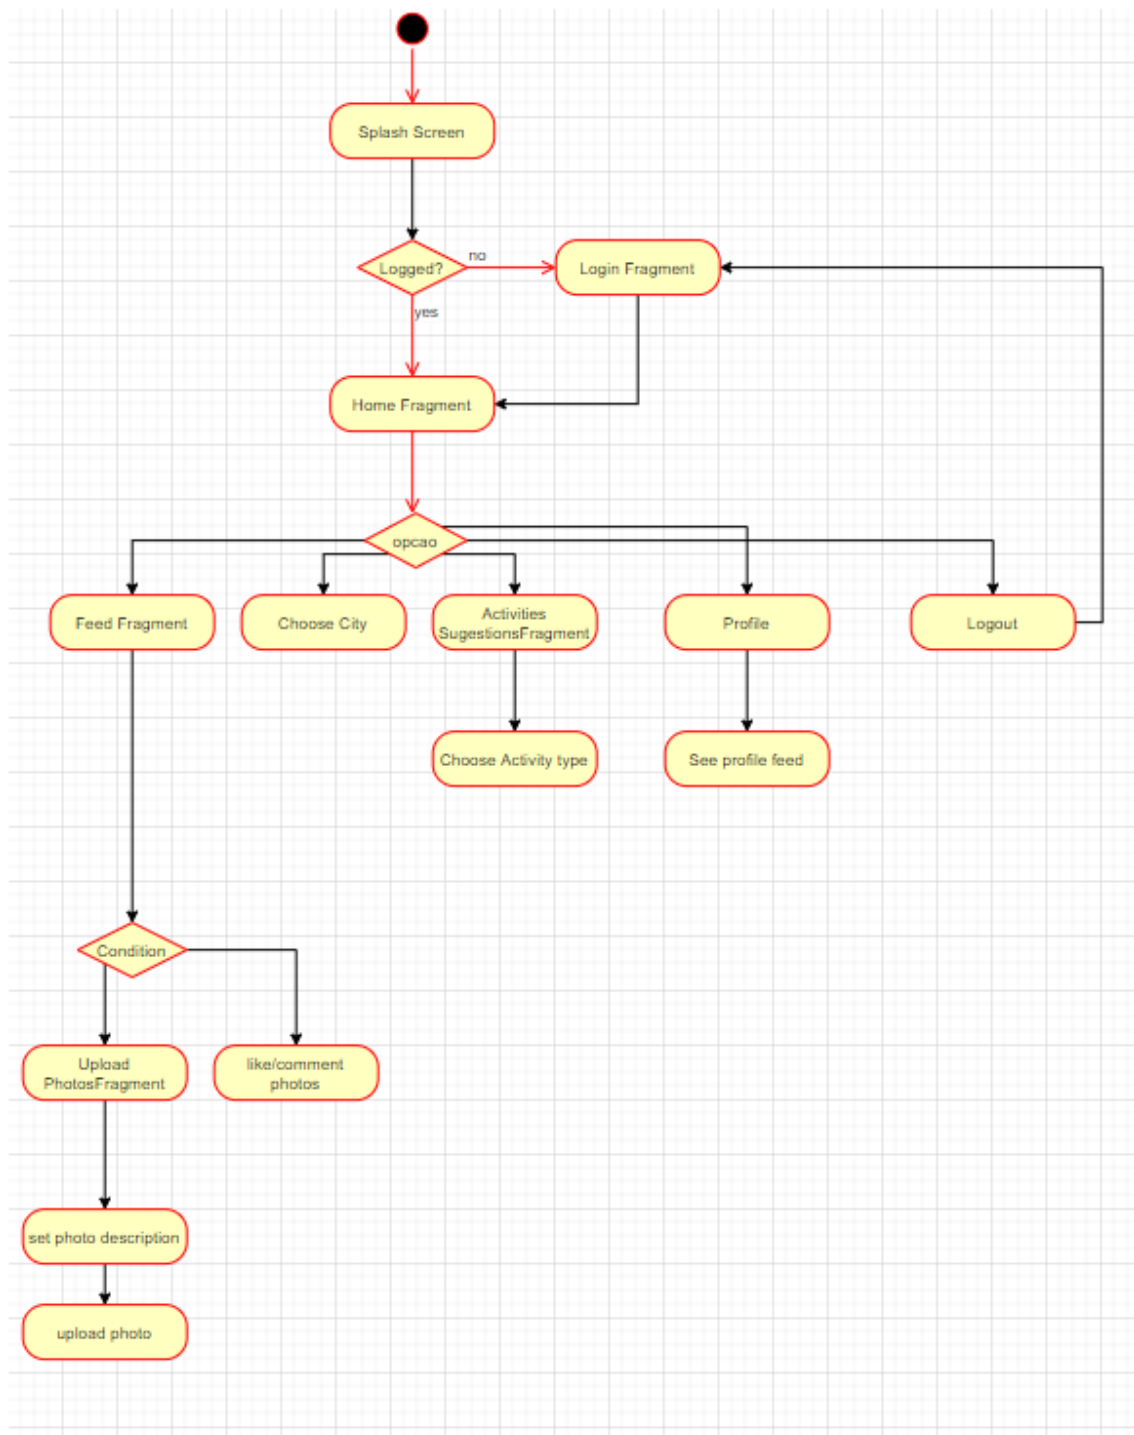 Splash Screen
Logged?
no
Login Fragment
yes
Home Fragment
opcao
Feed Fragment
Choose City
Activities
SugestionsFragment
Profile
Logout
Choose Activity type
See profile feed
Condition
Upload
PhotosFragment
like/comment
photos
set photo description
upload photo